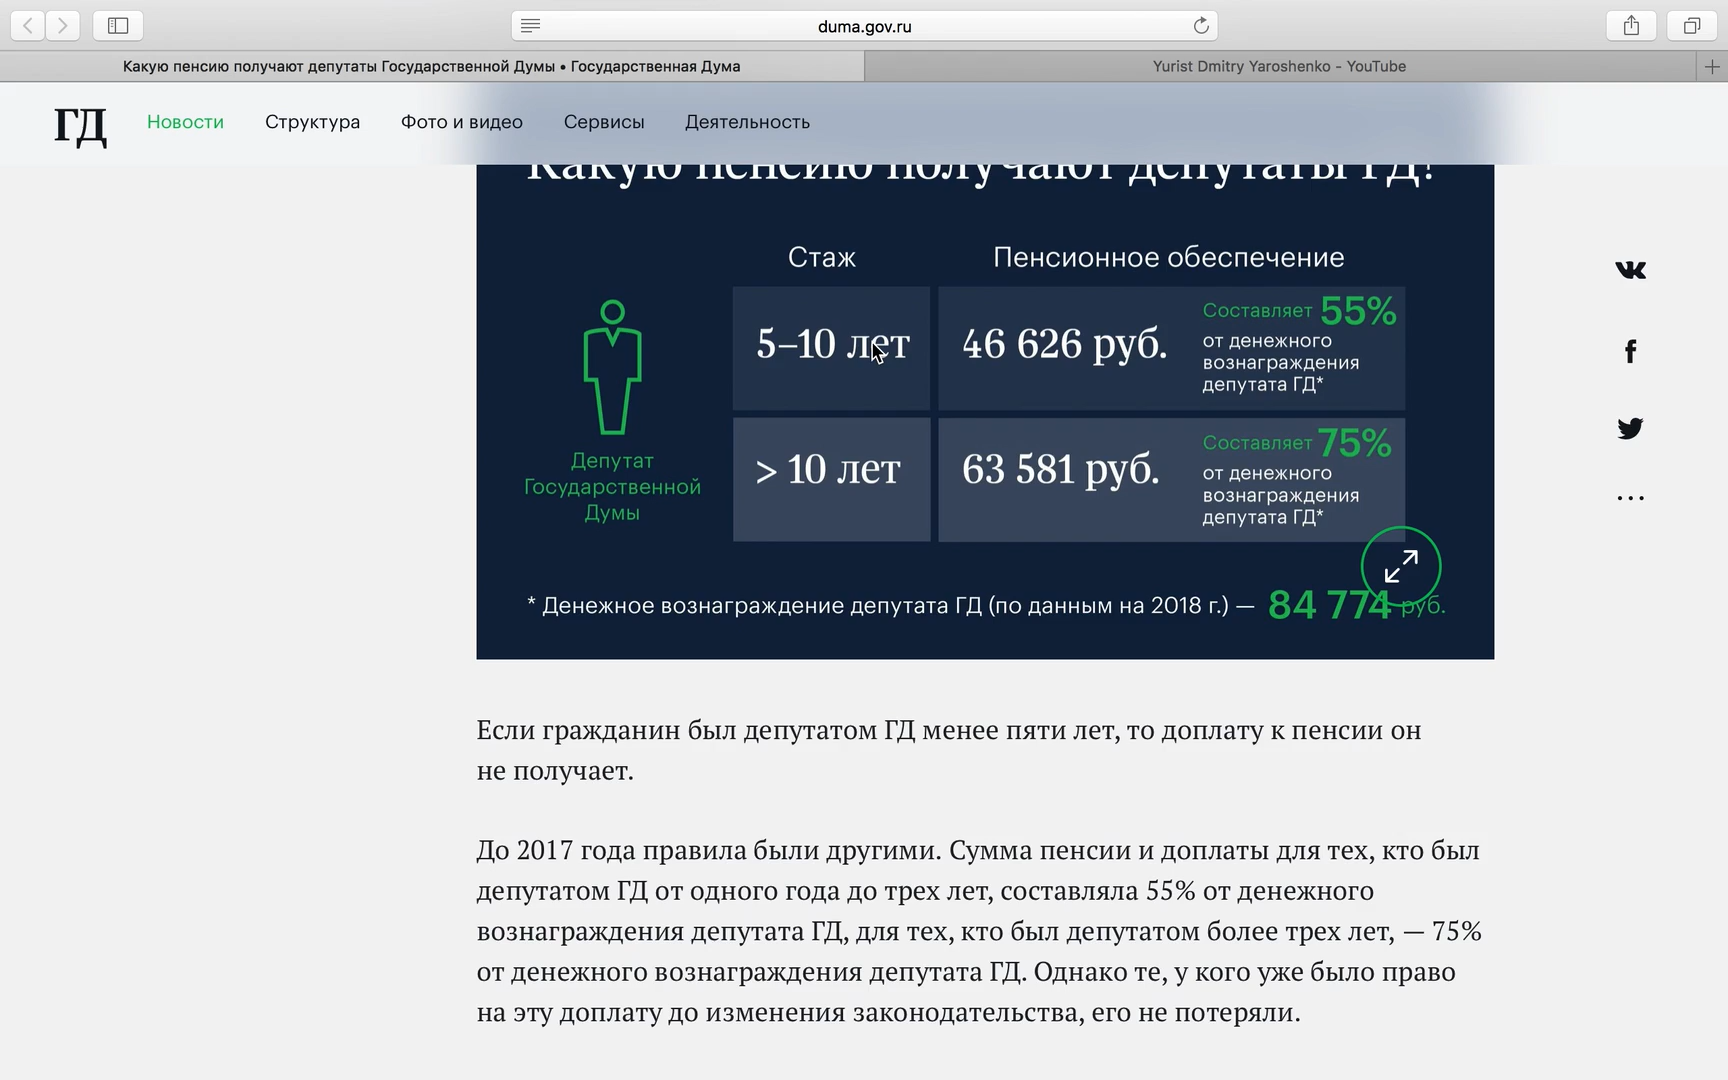 duma.gov.ru
Какую пенсию получают депутаты Государственной Думы • Государственная Дума
Yurist Dmitry Yaroshenko - YouTube
ГД
Новости
Структура
Фото и видео
Сервисы
Деятельность
Какую пенсию получают депутаты ГД?
Стаж
Пенсионное обеспечение
5–10 лет
46 626 руб.
Составляет 55%
от денежного
вознаграждения
депутата ГД*
> 10 лет
63 581 руб.
Составляет 75%
от денежного
вознаграждения
депутата ГД*
Депутат
Государственной
Думы
* Денежное вознаграждение депутата ГД (по данным на 2018 г.) — 84 774 руб.
Если гражданин был депутатом ГД менее пяти лет, то доплату к пенсии он
не получает.
До 2017 года правила были другими. Сумма пенсии и доплаты для тех, кто был
депутатом ГД от одного года до трех лет, составляла 55% от денежного
вознаграждения депутата ГД, для тех, кто был депутатом более трех лет, — 75%
от денежного вознаграждения депутата ГД. Однако те, у кого уже было право
на эту доплату до изменения законодательства, его не потеряли.